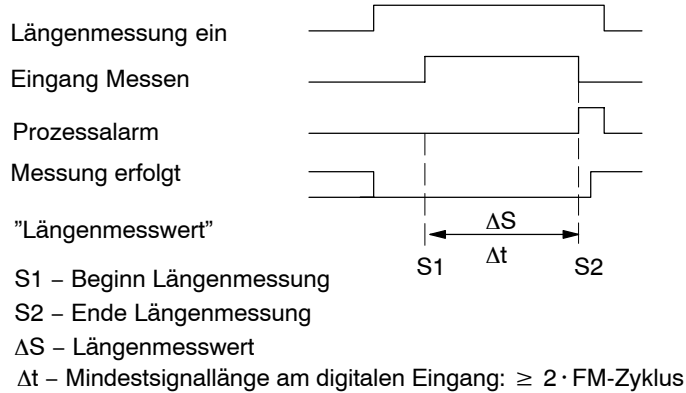 Längenmessung ein
Eingang Messen
Prozessalarm
Messung erfolgt
”Längenmesswert”
ΔS
Δt
S1
S2
S1 – Beginn Längenmessung
S2 – Ende Längenmessung
ΔS – Längenmesswert
Δt – Mindestsignallänge am digitalen Eingang: ≥ 2 · FM-Zyklus